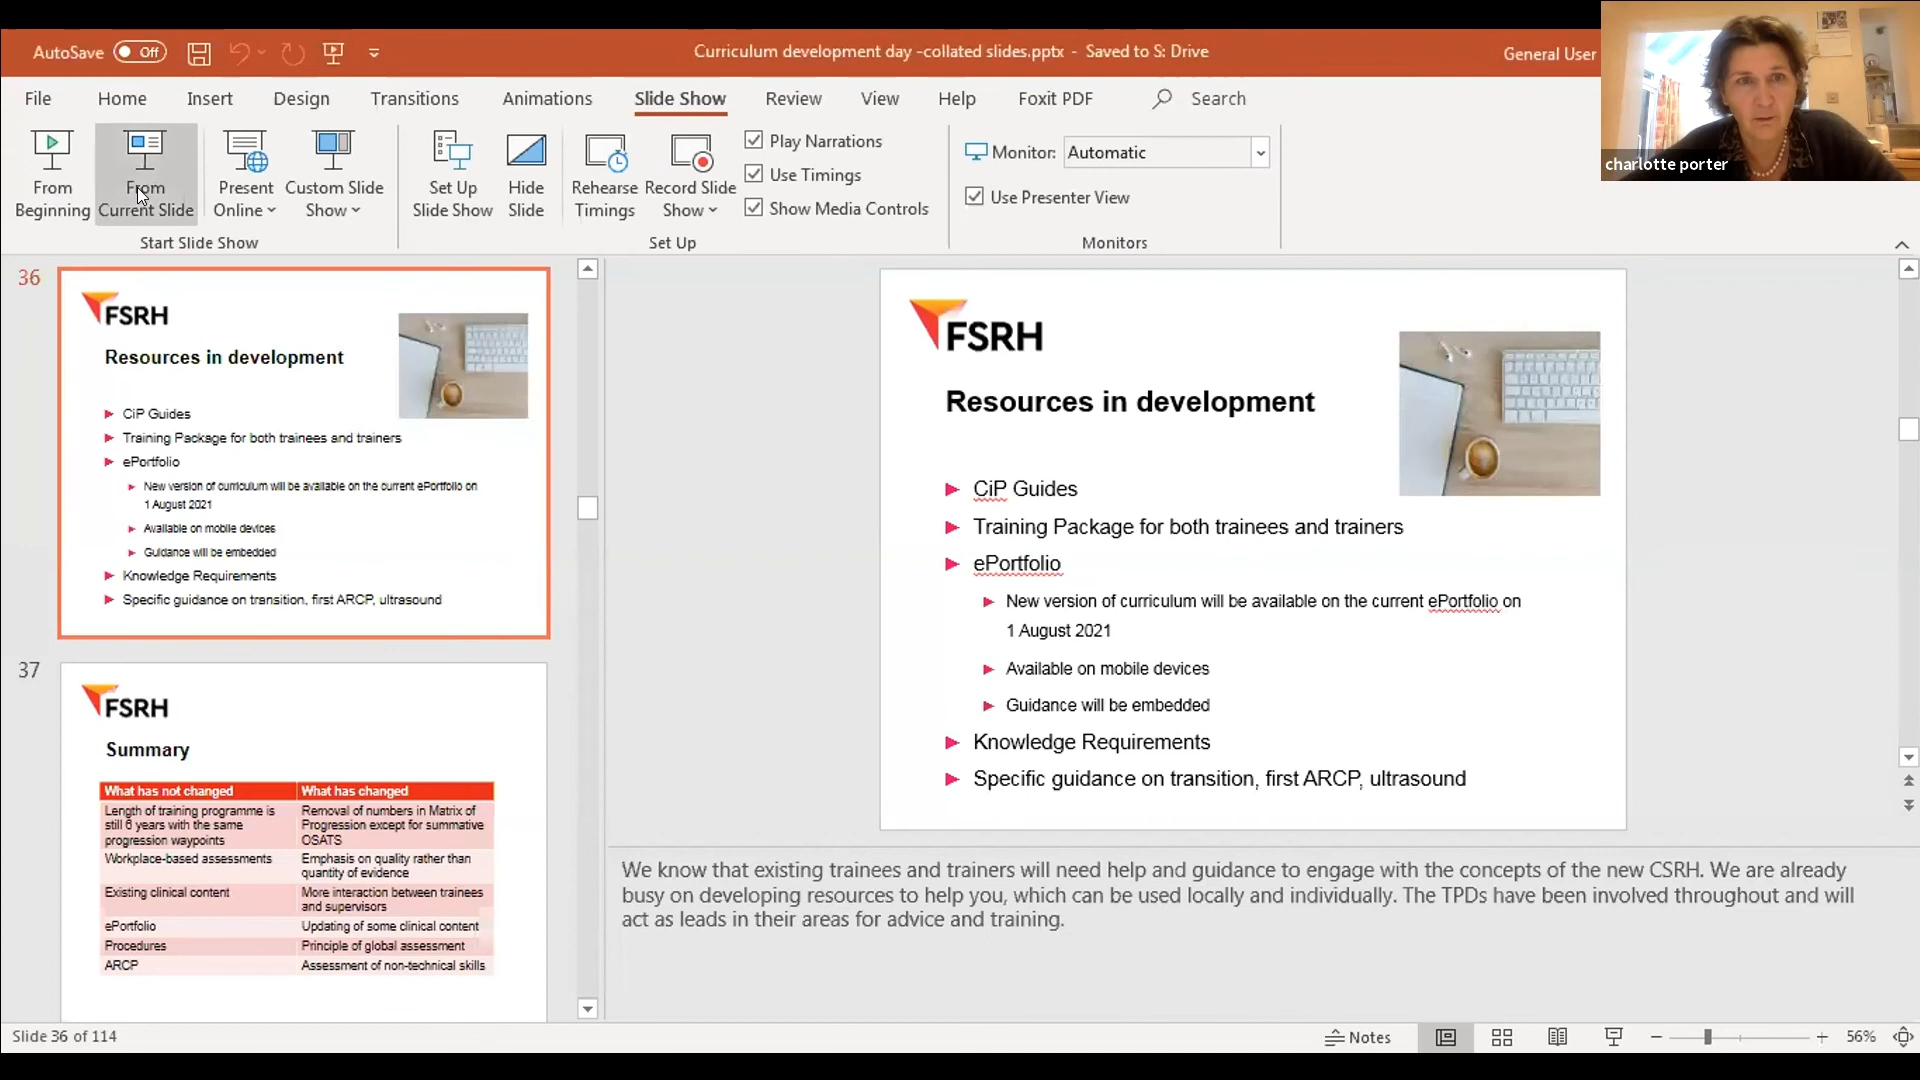 AutoSave Off
Curriculum development day -collated slides.pptx - Saved to S: Drive
General User
charlotte porter
File Home Insert Design Transitions Animations Slide Show Review View Help Foxit PDF Search
From Beginning
From Current Slide
Present Online
Custom Slide Show
Start Slide Show
Set Up Slide Show
Hide Slide
Rehearse Timings
Record Slide Show
Play Narrations
Use Timings
Show Media Controls
Set Up
Monitor: Automatic
Use Presenter View
Monitors
36
FSRH
Resources in development
CiP Guides
Training Package for both trainees and trainers
ePortfolio
New version of curriculum will be available on the current ePortfolio on
1 August 2021
Available on mobile devices
Guidance will be embedded
Knowledge Requirements
Specific guidance on transition, first ARCP, ultrasound
37
FSRH
Summary
What has not changed
What has changed
Length of training programme is
still 6 years with the same
progression waypoints
Removal of numbers in Matrix of
Progression except for summative
OSATS
Workplace-based assessments
Emphasis on quality rather than
quantity of evidence
Existing clinical content
More interaction between trainees
and supervisors
ePortfolio
Updating of some clinical content
Procedures
Principle of global assessment
ARCP
Assessment of non-technical skills
FSRH
Resources in development
CiP Guides
Training Package for both trainees and trainers
ePortfolio
New version of curriculum will be available on the current ePortfolio on
1 August 2021
Available on mobile devices
Guidance will be embedded
Knowledge Requirements
Specific guidance on transition, first ARCP, ultrasound
We know that existing trainees and trainers will need help and guidance to engage with the concepts of the new CSRH. We are already
busy on developing resources to help you, which can be used locally and individually. The TPDs have been involved throughout and will
act as leads in their areas for advice and training.
Slide 36 of 114
Notes
56%